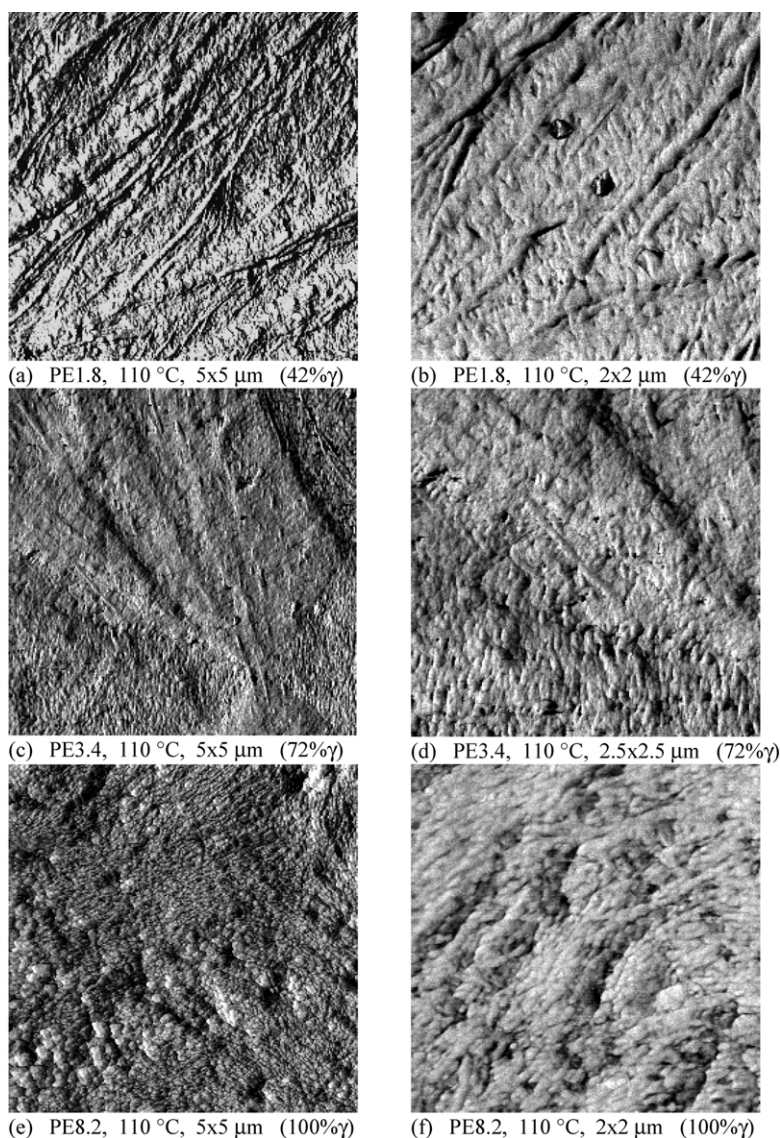 (a) PE1.8, 110 °C, 5x5 μm (42%γ)
(b) PE1.8, 110 °C, 2x2 μm (42%γ)
(c) PE3.4, 110 °C, 5x5 μm (72%γ)
(d) PE3.4, 110 °C, 2.5x2.5 μm (72%γ)
(e) PE8.2, 110 °C, 5x5 μm (100%γ)
(f) PE8.2, 110 °C, 2x2 μm (100%γ)